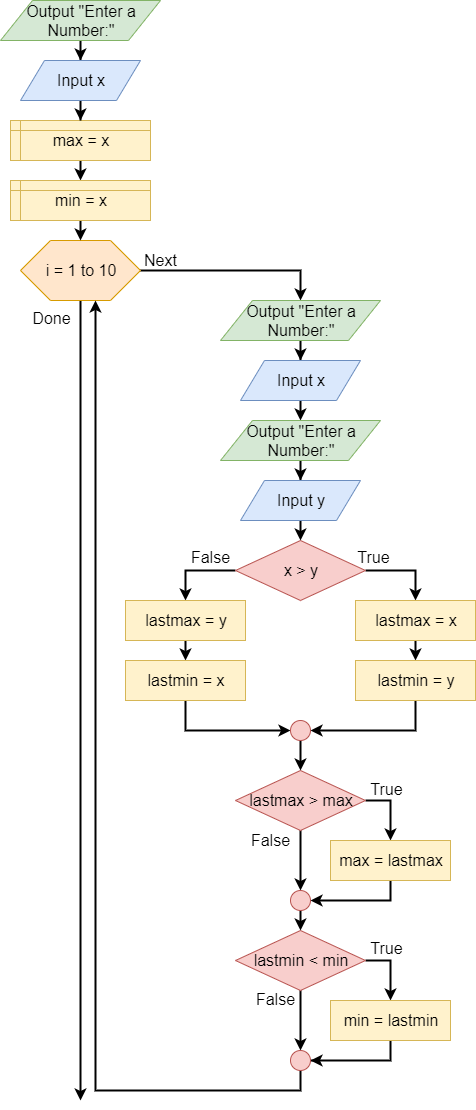 Output "Enter a
Number:"
Input x
max = x
min = x
i = 1 to 10
Next
Done
Output "Enter a
Number:"
Input x
Output "Enter a
Number:"
Input y
x > y
False
True
lastmax = y
lastmax = x
lastmin = x
lastmin = y
lastmax > max
True
False
max = lastmax
lastmin < min
True
False
min = lastmin